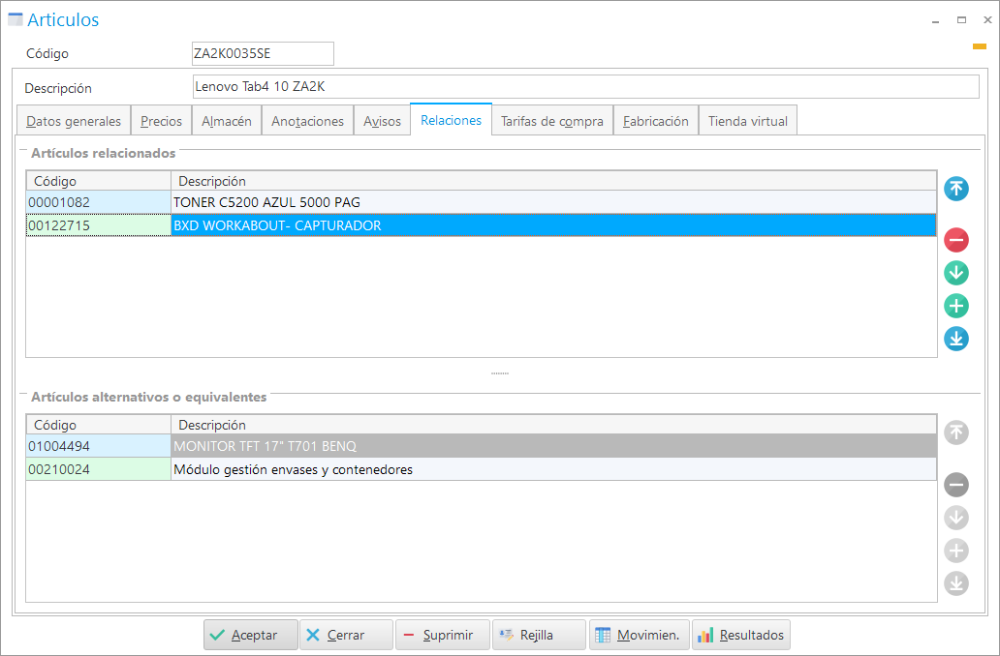 Articulos
Código ZA2K0035SE
Descripción Lenovo Tab4 10 ZA2K
Datos generales Precios Almacén Anotaciones Avisos Relaciones Tarifas de compra Fabricación Tienda virtual
Artículos relacionados
Código Descripción
00001082 TONER C5200 AZUL 5000 PAG
00122715 BXD WORKABOUT- CAPTURADOR
Artículos alternativos o equivalentes
Código Descripción
01004494 MONITOR TFT 17" T701 BENQ
00210024 Módulo gestión envases y contenedores
Aceptar Cerrar Suprimir Rejilla Movimien. Resultados